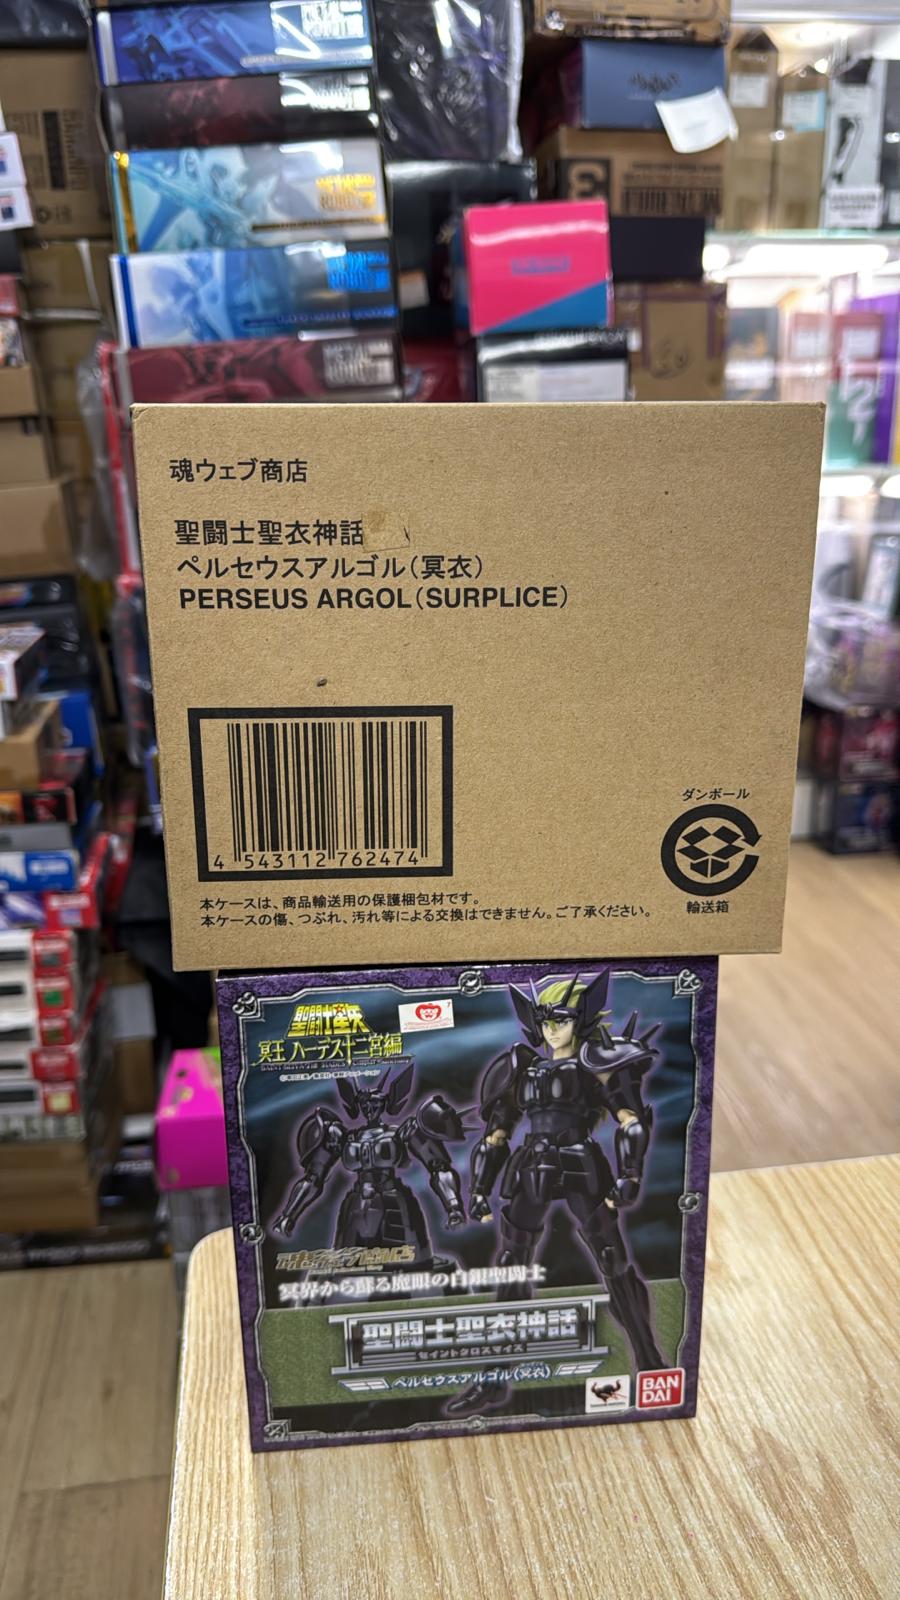 魂ウェブ商店
聖闘士聖衣神話
ペルセウスアルゴル(冥衣)
PERSEUS ARGOL(SURPLICE)
4 543112 762474
ダンボール
輸送箱
本ケースは、商品輸送用の保護梱包材です。
本ケースの傷、つぶれ、汚れ等による交換はできません。ご了承ください。
聖闘士星矢
冥王 ハーデス十二宮編
魂ウェブ商店
冥界から蘇る魔眼の白銀聖闘士
聖闘士聖衣神話
セイントクロスマイス
ペルセウスアルゴル(冥衣)
BAN
DAI